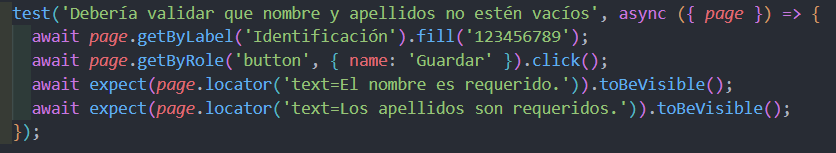 test('Debería validar que nombre y apellidos no estén vacíos', async ({ page }) => {
  await page.getByLabel('Identificación').fill('123456789');
  await page.getByRole('button', { name: 'Guardar' }).click();
  await expect(page.locator('text=El nombre es requerido.')).toBeVisible();
  await expect(page.locator('text=Los apellidos son requeridos.')).toBeVisible();
});